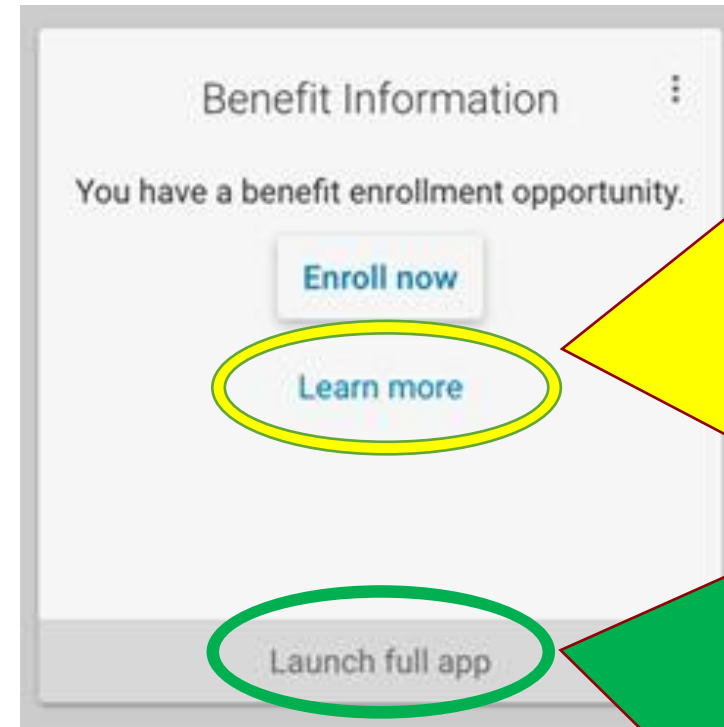 Benefit Information
You have a benefit enrollment opportunity.
Enroll now
Learn more
Launch full app